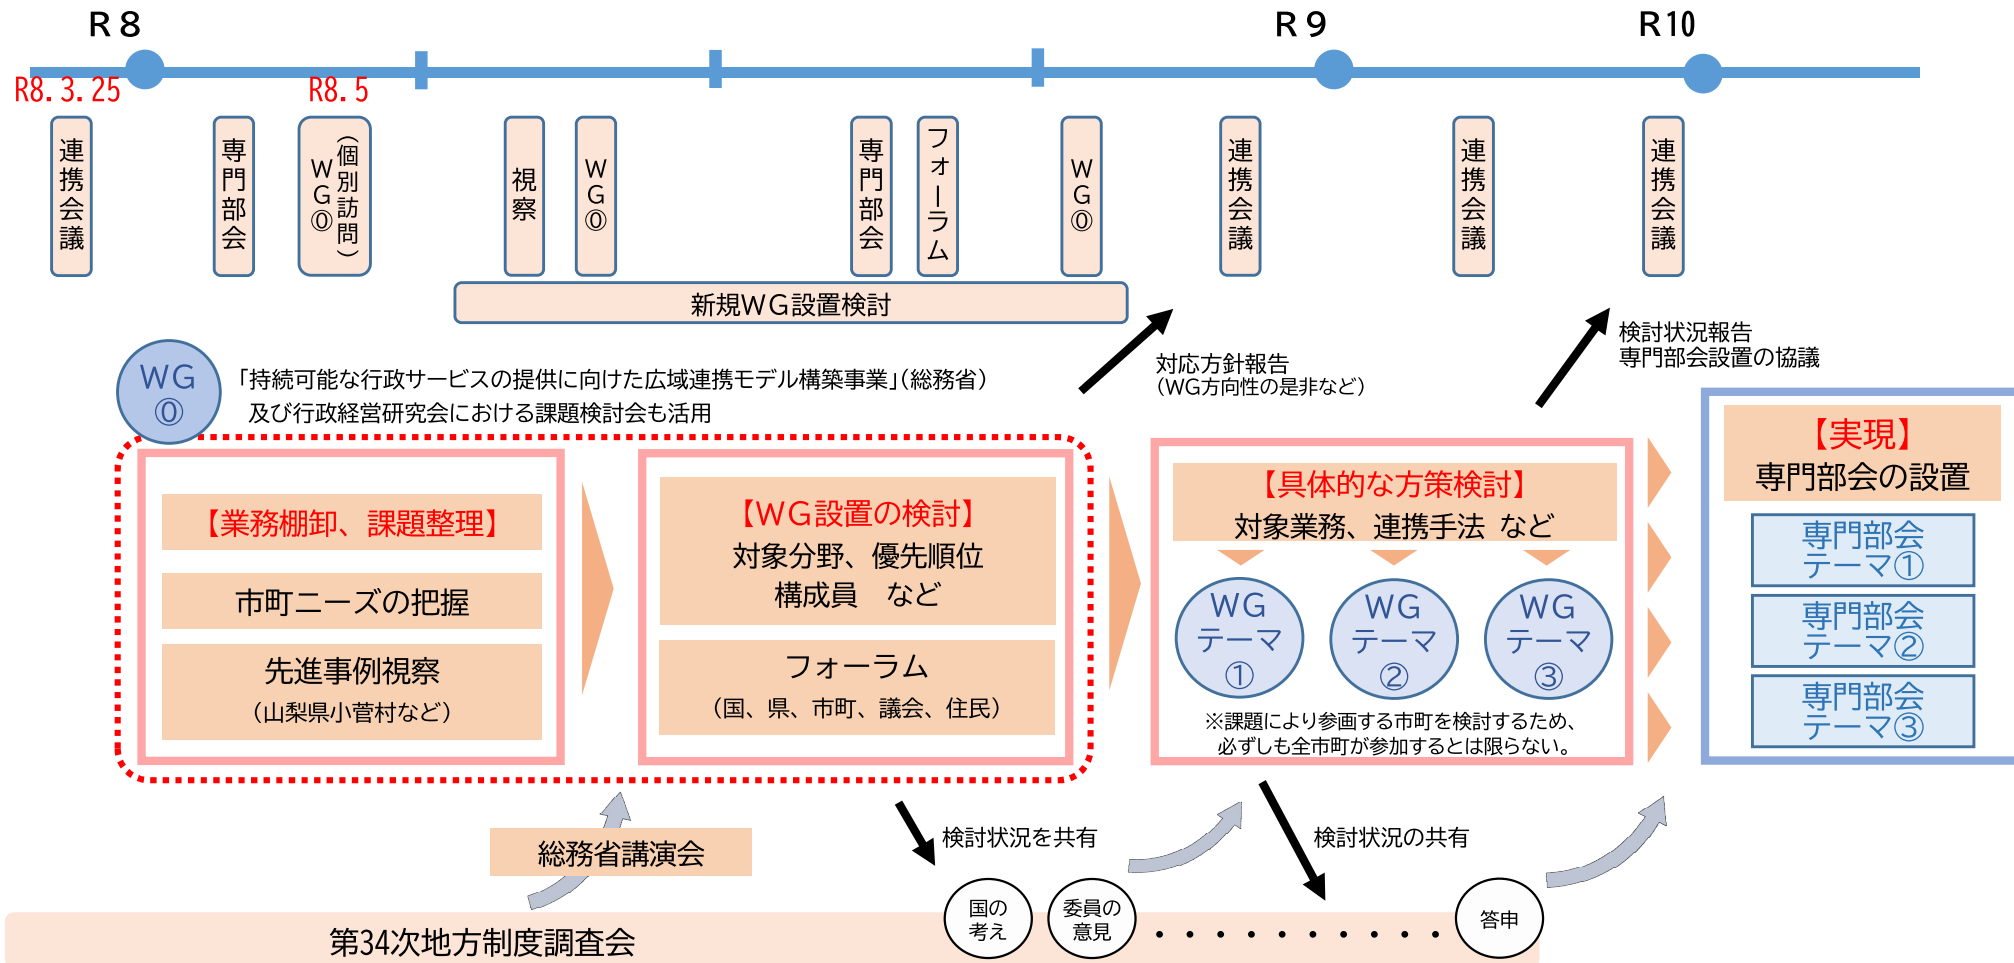 R８
R９
R10
R8.3.25
R8.5
連携会議
専門部会
WG⓪
（個別訪問）
視察
WG⓪
専門部会
フォーラム
WG⓪
連携会議
連携会議
連携会議
新規WG設置検討
対応方針報告
（WG方向性の是非など）
検討状況報告
専門部会設置の協議
WG
⓪
「持続可能な行政サービスの提供に向けた広域連携モデル構築事業」（総務省）
及び行政経営研究会における課題検討会も活用
【業務棚卸、課題整理】
市町ニーズの把握
先進事例視察
（山梨県小菅村など）
【WG設置の検討】
対象分野、優先順位
構成員　など
フォーラム
（国、県、市町、議会、住民）
【具体的な方策検討】
対象業務、連携手法 など
WG
テーマ
①
WG
テーマ
②
WG
テーマ
③
※課題により参画する市町を検討するため、
必ずしも全市町が参加するとは限らない。
【実現】
専門部会の設置
専門部会
テーマ①
専門部会
テーマ②
専門部会
テーマ③
総務省講演会
検討状況を共有
検討状況の共有
第34次地方制度調査会
国の
考え
委員の
意見
・・・・・・・・・・
答申